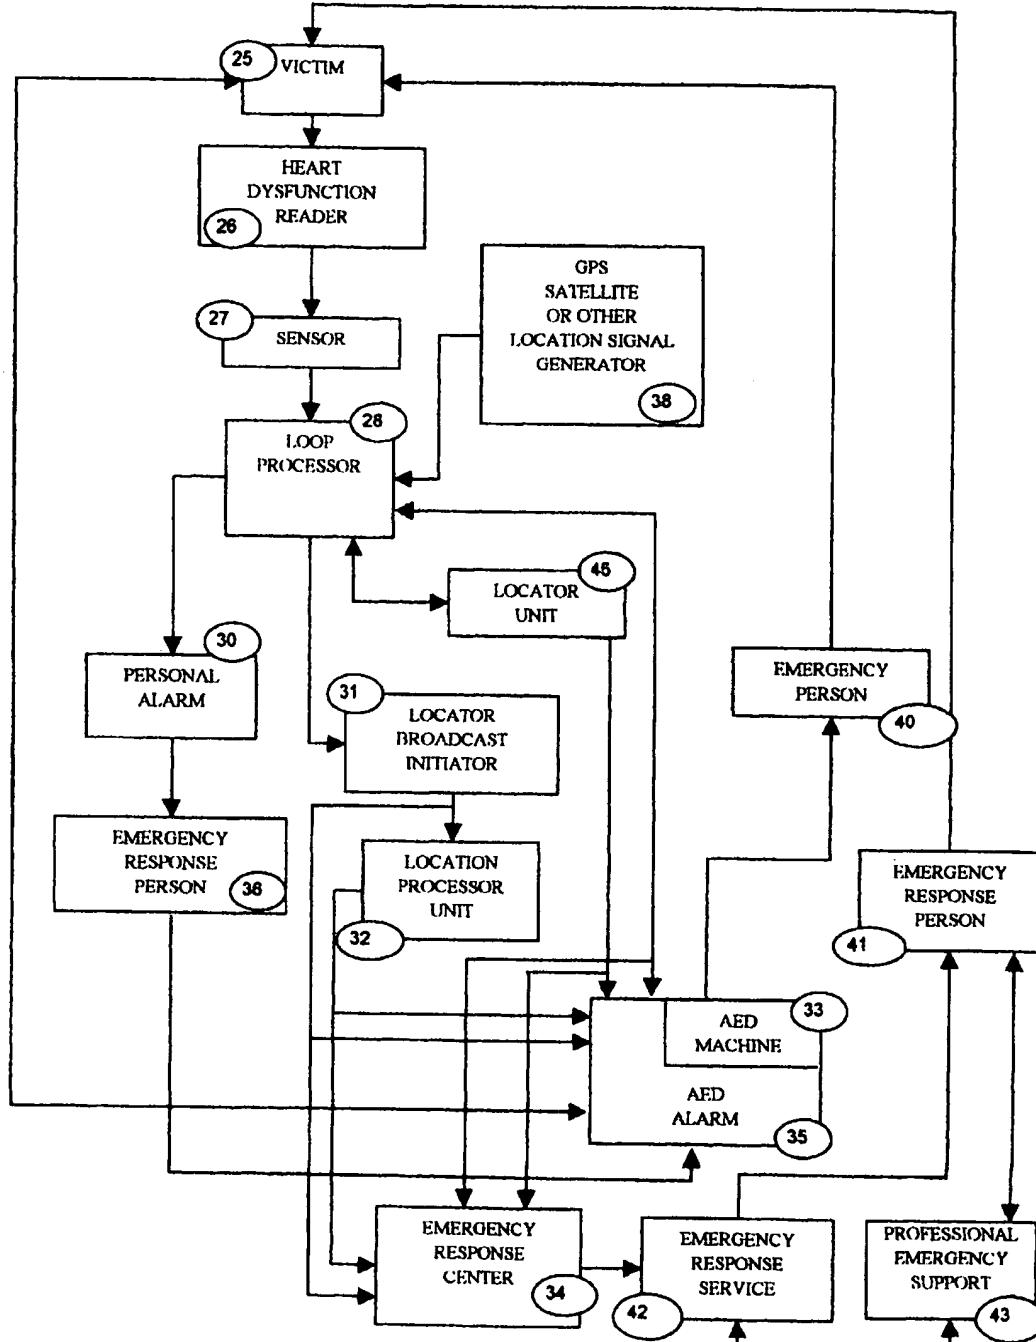 25
VICTIM
HEART
DYSFUNCTION
READER
26
GPS
SATELLITE
OR OTHER
LOCATION SIGNAL
GENERATOR
38
27
SENSOR
28
LOOP
PROCESSOR
45
LOCATOR
UNIT
30
PERSONAL
ALARM
EMERGENCY
PERSON
40
31
LOCATOR
BROADCAST
INITIATOR
EMERGENCY
RESPONSE
PERSON
36
LOCATION
PROCESSOR
UNIT
32
EMERGENCY
RESPONSE
PERSON
41
33
AED
MACHINE
AED
ALARM
35
EMERGENCY
RESPONSE
CENTER
34
EMERGENCY
RESPONSE
SERVICE
42
PROFESSIONAL
EMERGENCY
SUPPORT
43